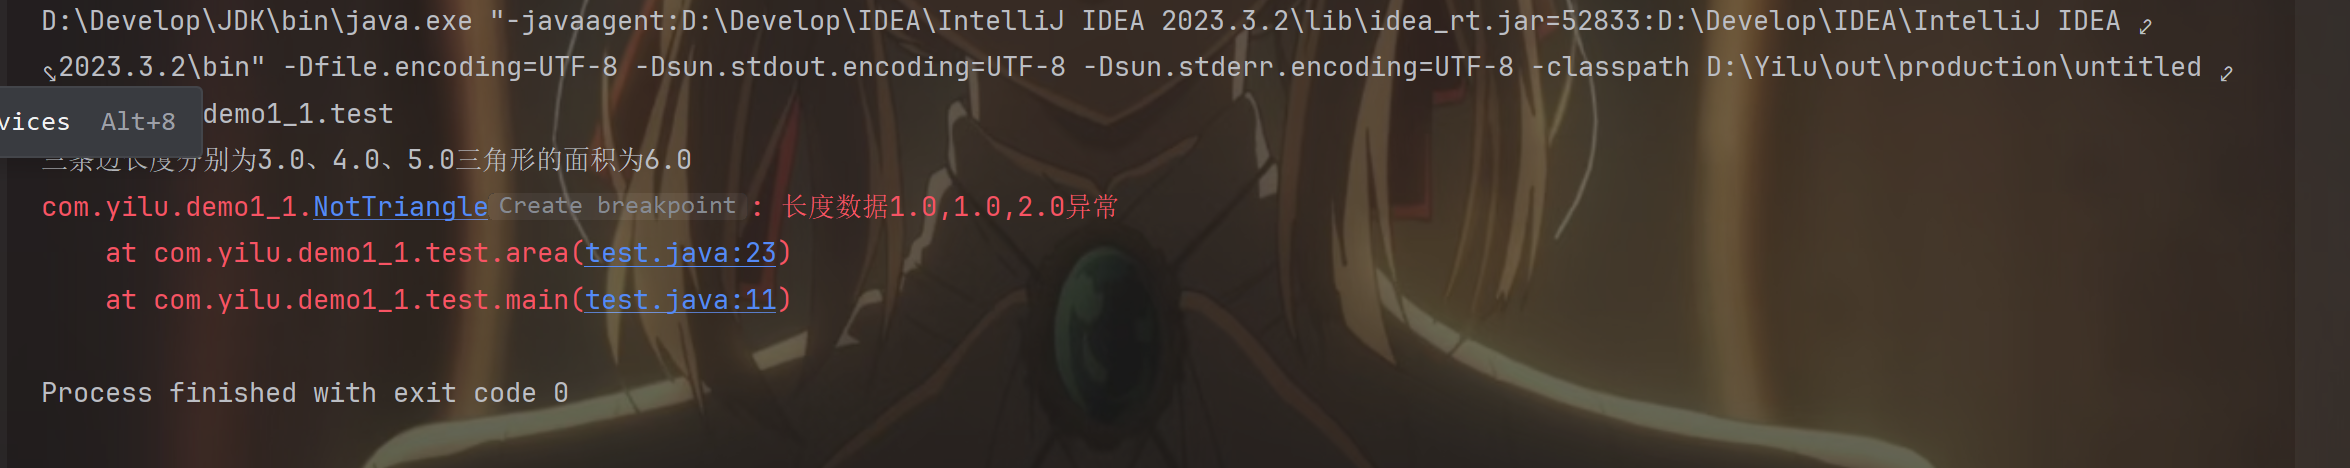 D:\Develop\JDK\bin\java.exe "-javaagent:D:\Develop\IDEA\IntelliJ IDEA 2023.3.2\lib\idea_rt.jar=52833:D:\Develop\IDEA\IntelliJ IDEA
2023.3.2\bin" -Dfile.encoding=UTF-8 -Dsun.stdout.encoding=UTF-8 -Dsun.stderr.encoding=UTF-8 -classpath D:\Yilu\out\production\untitled
vices Alt+8
demo1_1.test
三条边长度分别为3.0、4.0、5.0三角形的面积为6.0
com.yilu.demo1_1.NotTriangle Create breakpoint : 长度数据1.0,1.0,2.0异常
at com.yilu.demo1_1.test.area(test.java:23)
at com.yilu.demo1_1.test.main(test.java:11)
Process finished with exit code 0